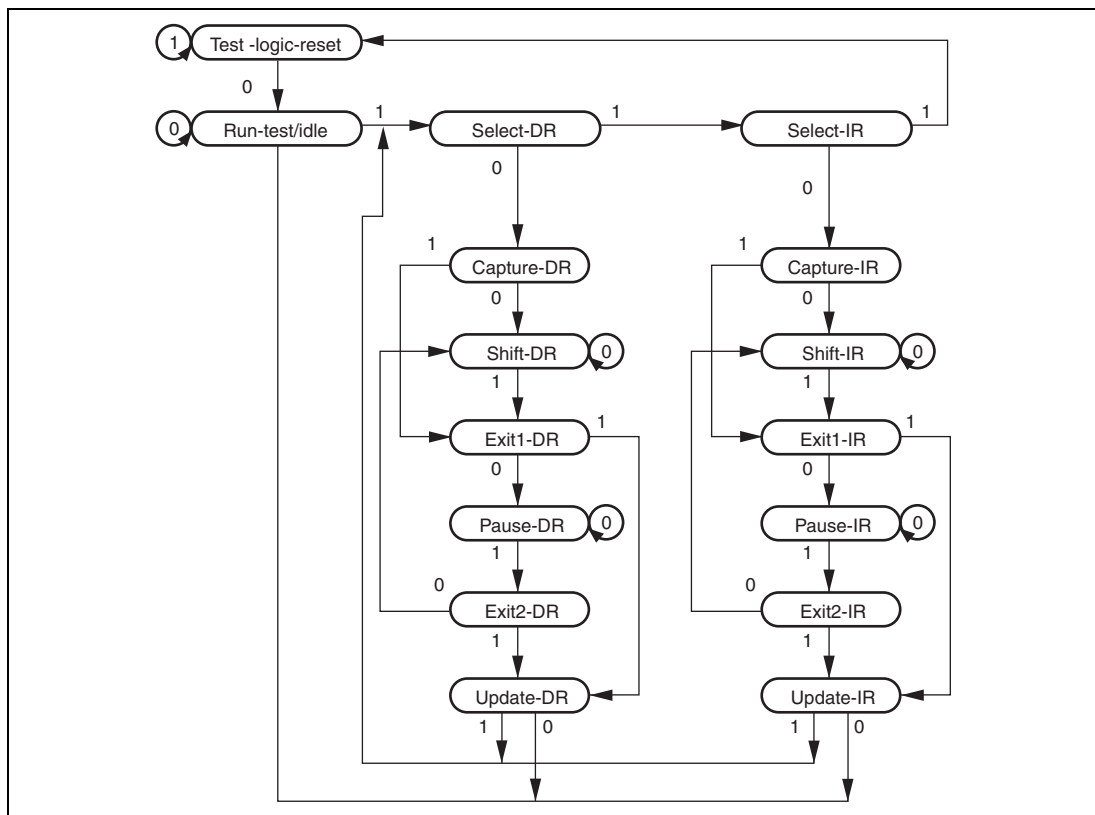 1
Test -logic-reset
0
0
Run-test/idle
1
Select-DR
1
Select-IR
1
0
0
1
Capture-DR
1
Capture-IR
0
0
Shift-DR
0
Shift-IR
0
1
1
Exit1-DR
1
Exit1-IR
1
0
0
Pause-DR
0
Pause-IR
0
1
1
0
Exit2-DR
0
Exit2-IR
1
1
Update-DR
Update-IR
1
0
1
0